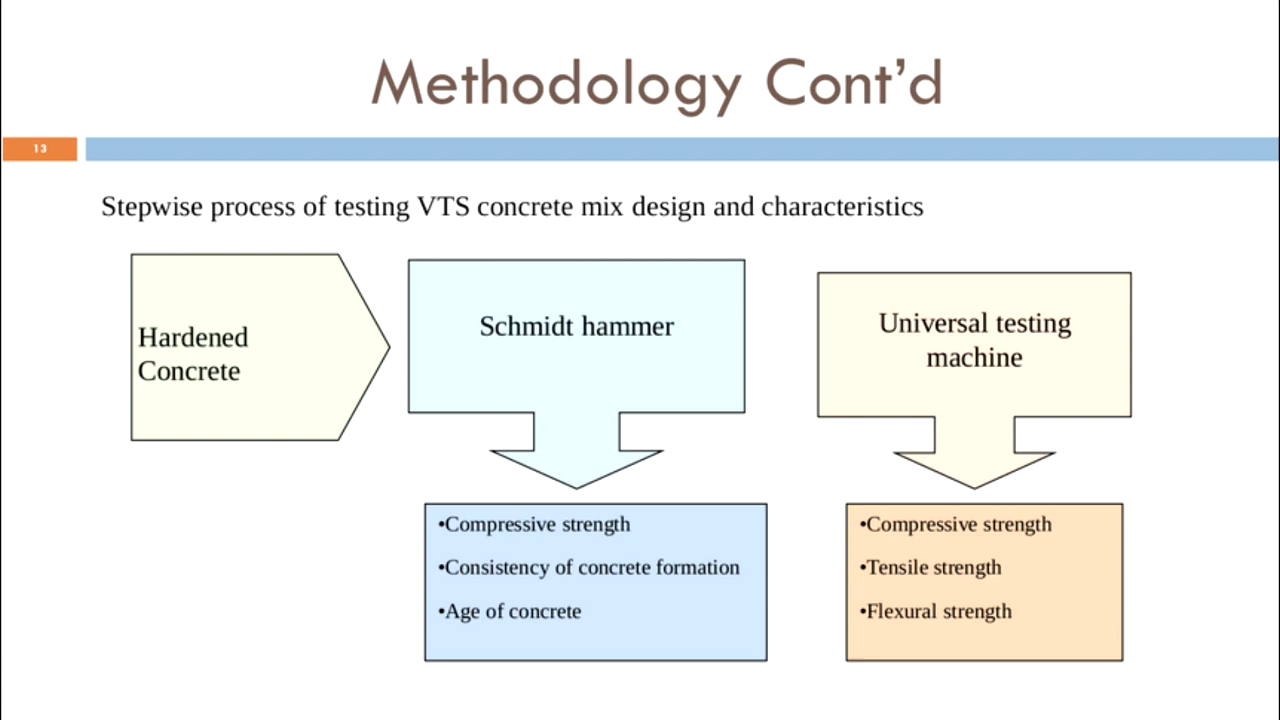 Methodology Cont’d
13
Stepwise process of testing VTS concrete mix design and characteristics
Hardened
Concrete
Schmidt hammer
Universal testing
machine
•Compressive strength
•Consistency of concrete formation
•Age of concrete
•Compressive strength
•Tensile strength
•Flexural strength